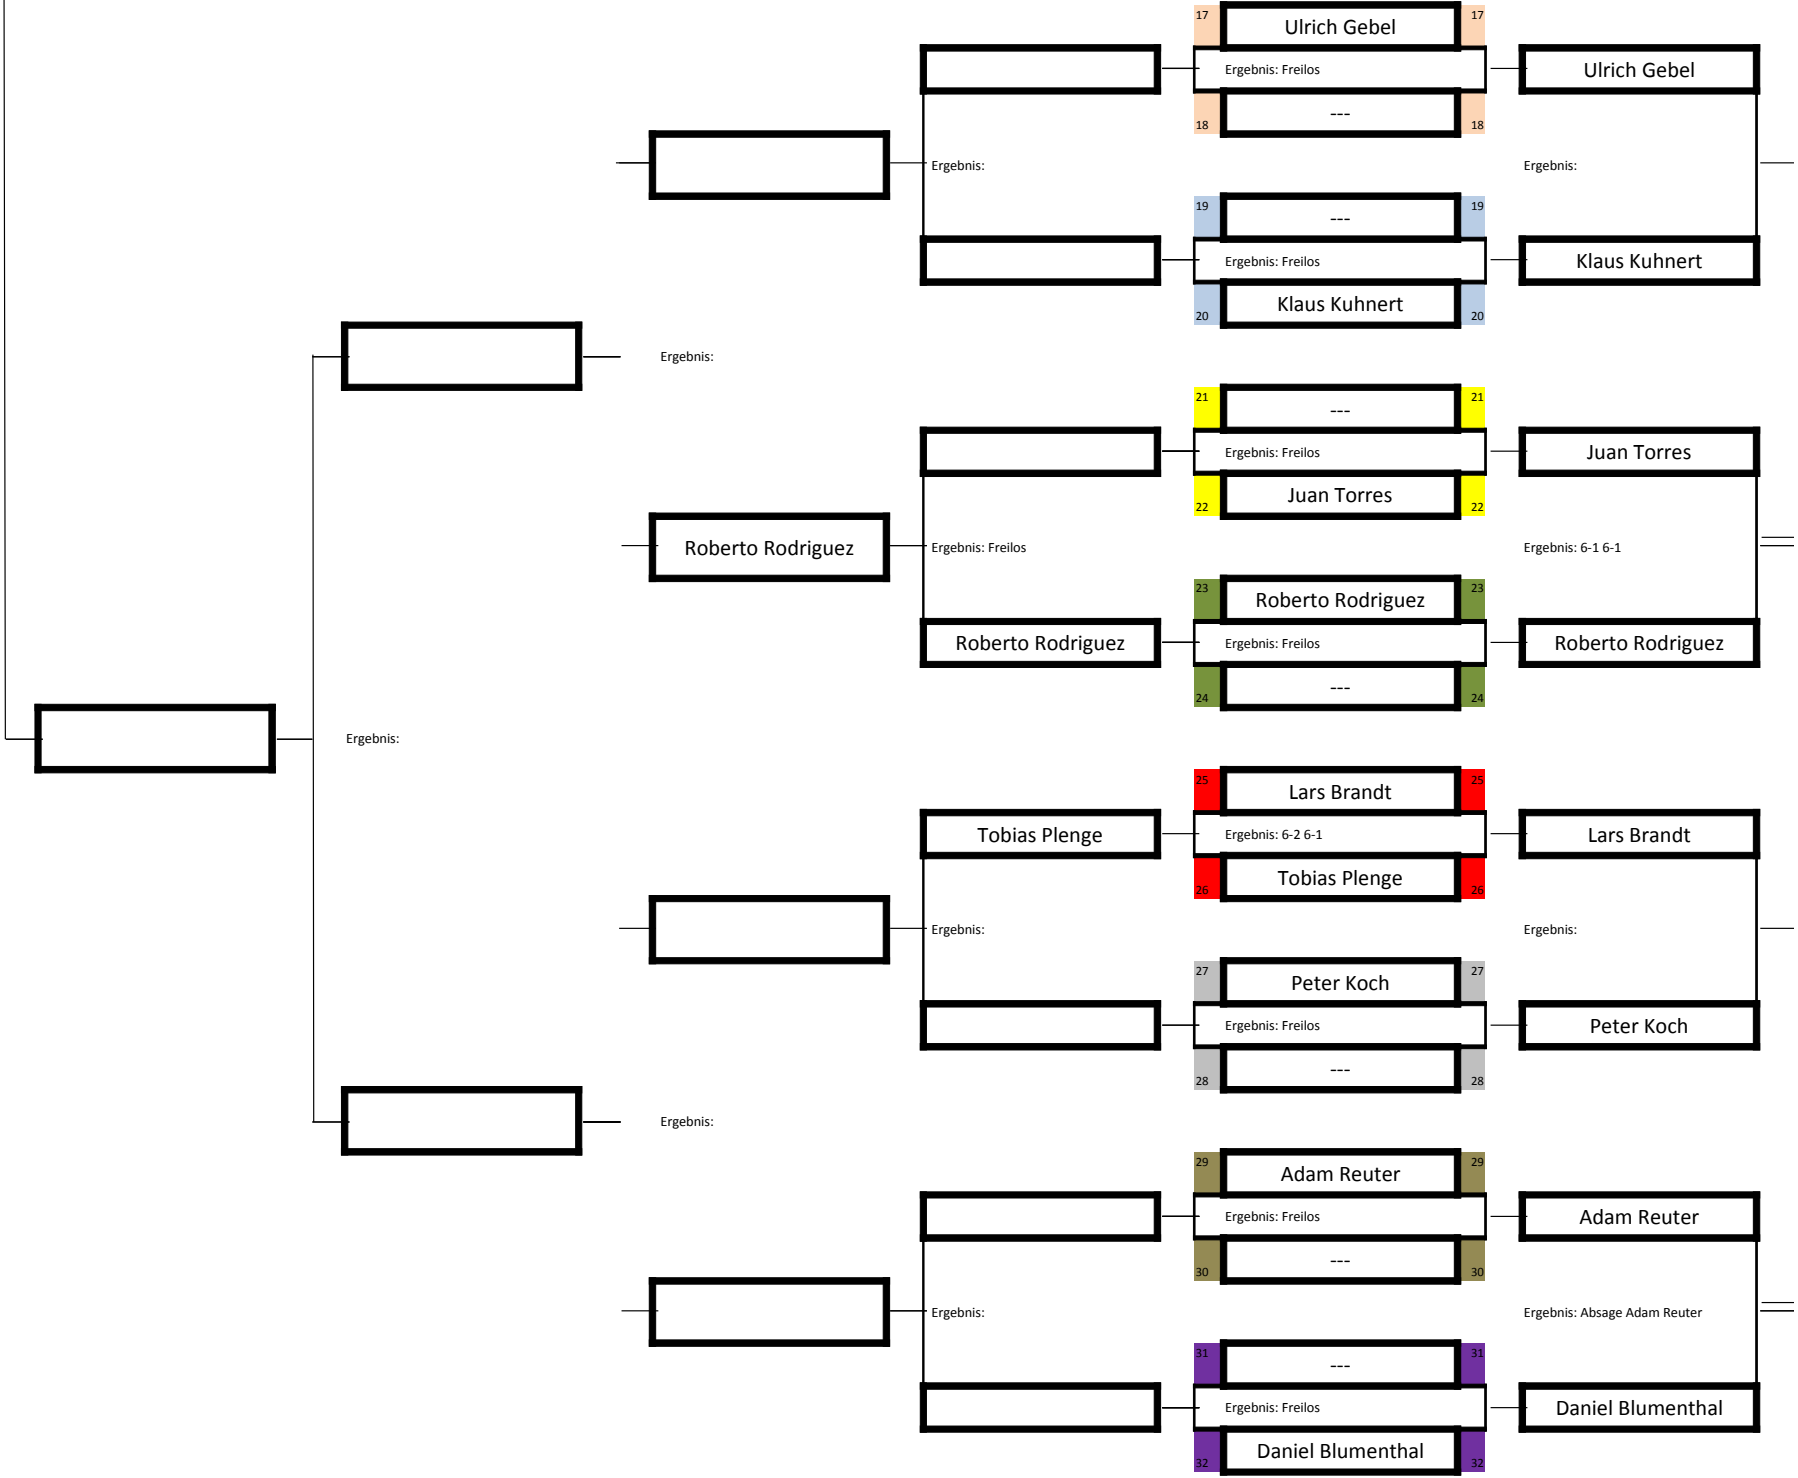 17 Ulrich Gebel 17
Ergebnis: Freilos Ulrich Gebel
18 --- 18
Ergebnis: Ergebnis:
19 --- 19
Ergebnis: Freilos Klaus Kuhnert
20 Klaus Kuhnert 20
Ergebnis:
21 --- 21
Ergebnis: Freilos Juan Torres
22 Juan Torres 22
Roberto Rodriguez Ergebnis: Freilos Ergebnis: 6-1 6-1
23 Roberto Rodriguez 23
Roberto Rodriguez Ergebnis: Freilos Roberto Rodriguez
24 --- 24
Ergebnis:
25 Lars Brandt 25
Tobias Plenge Ergebnis: 6-2 6-1 Lars Brandt
26 Tobias Plenge 26
Ergebnis: Ergebnis:
27 Peter Koch 27
Ergebnis: Freilos Peter Koch
28 --- 28
Ergebnis:
29 Adam Reuter 29
Ergebnis: Freilos Adam Reuter
30 --- 30
Ergebnis: Ergebnis: Absage Adam Reuter
31 --- 31
Ergebnis: Freilos Daniel Blumenthal
32 Daniel Blumenthal 32